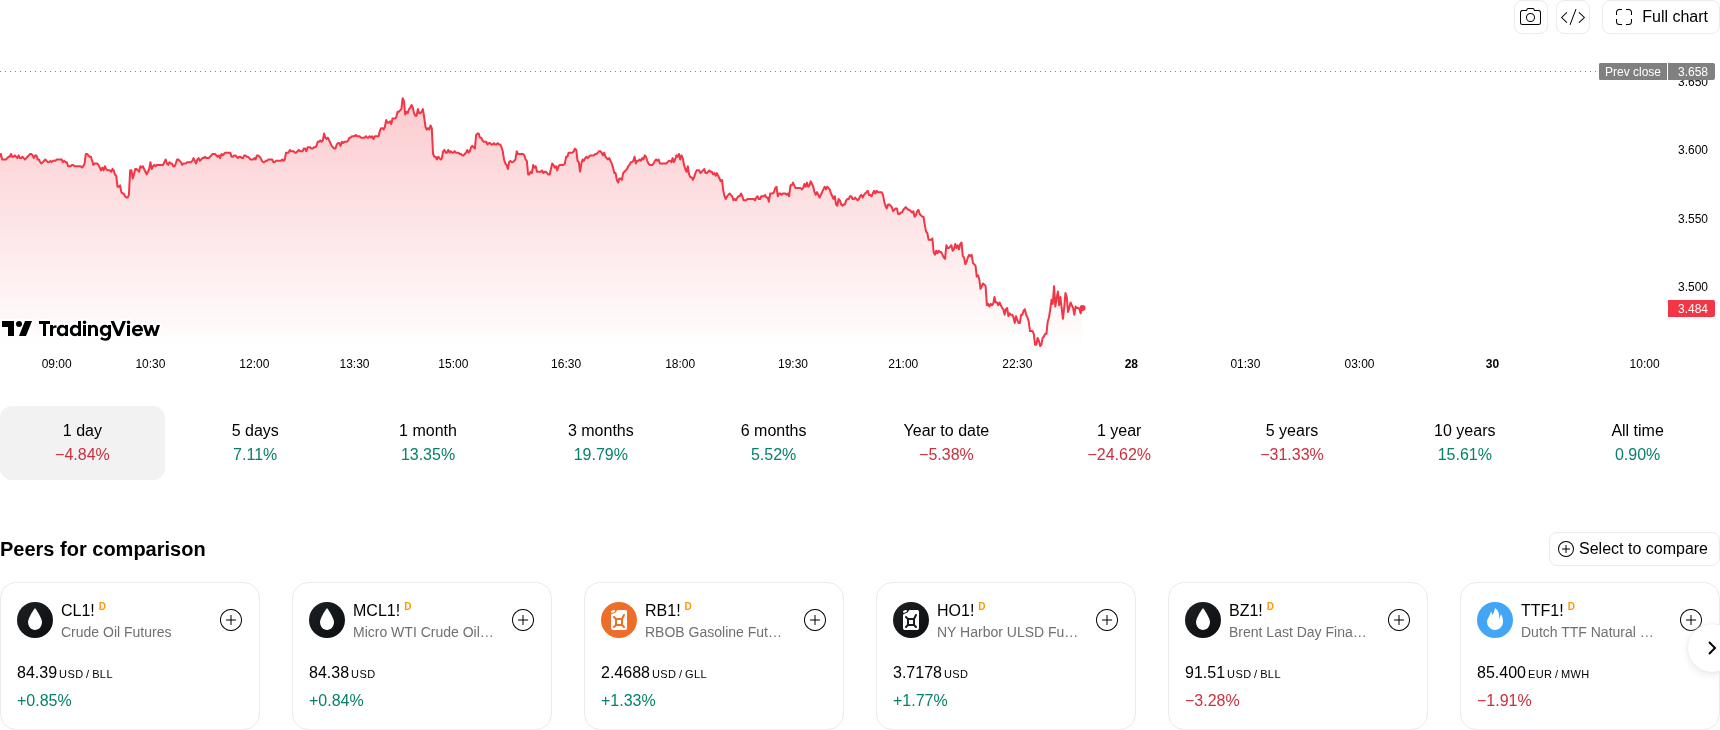 Full chart
Prev close 3.658
3.650
3.600
3.550
3.500
3.484
TradingView
09:00 10:30 12:00 13:30 15:00 16:30 18:00 19:30 21:00 22:30 28 01:30 03:00 30 10:00
1 day 5 days 1 month 3 months 6 months Year to date 1 year 5 years 10 years All time
−4.84% 7.11% 13.35% 19.79% 5.52% −5.38% −24.62% −31.33% 15.61% 0.90%
Peers for comparison
Select to compare
CL1! D
Crude Oil Futures
84.39 USD / BLL
+0.85%
MCL1! D
Micro WTI Crude Oil…
84.38 USD
+0.84%
RB1! D
RBOB Gasoline Fut…
2.4688 USD / GLL
+1.33%
HO1! D
NY Harbor ULSD Fu…
3.7178 USD
+1.77%
BZ1! D
Brent Last Day Fina…
91.51 USD / BLL
−3.28%
TTF1! D
Dutch TTF Natural …
85.400 EUR / MWH
−1.91%